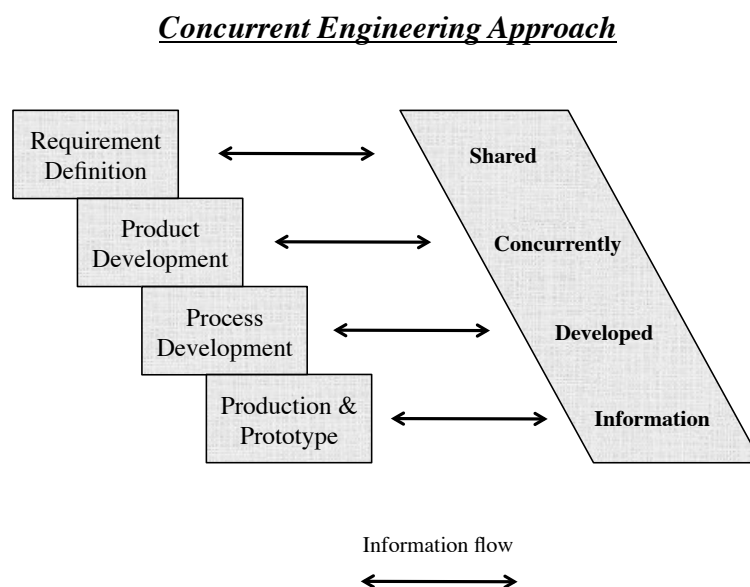 Concurrent Engineering Approach
Requirement
Definition
Shared
Product
Development
Concurrently
Process
Development
Developed
Production &
Prototype
Information
Information flow